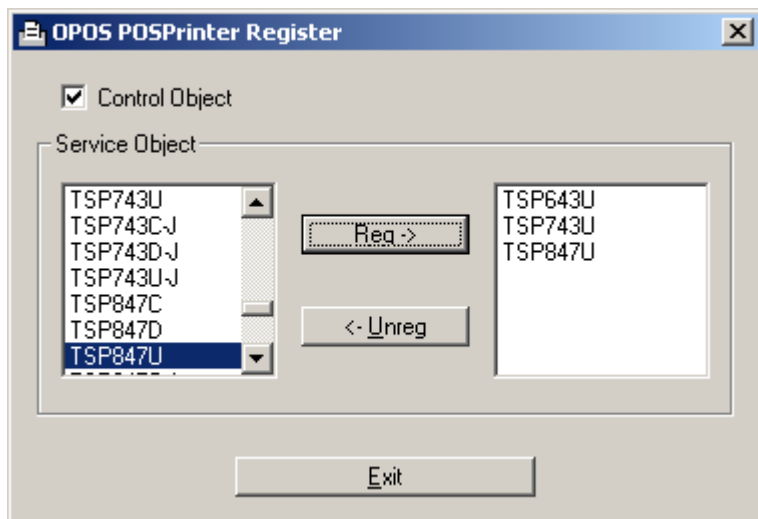 OPOS POSPrinter Register
Control Object
Service Object
TSP743U
TSP743C-J
TSP743D-J
TSP743U-J
TSP847C
TSP847D
TSP847U
Reg ->
<- Unreg
TSP643U
TSP743U
TSP847U
Exit